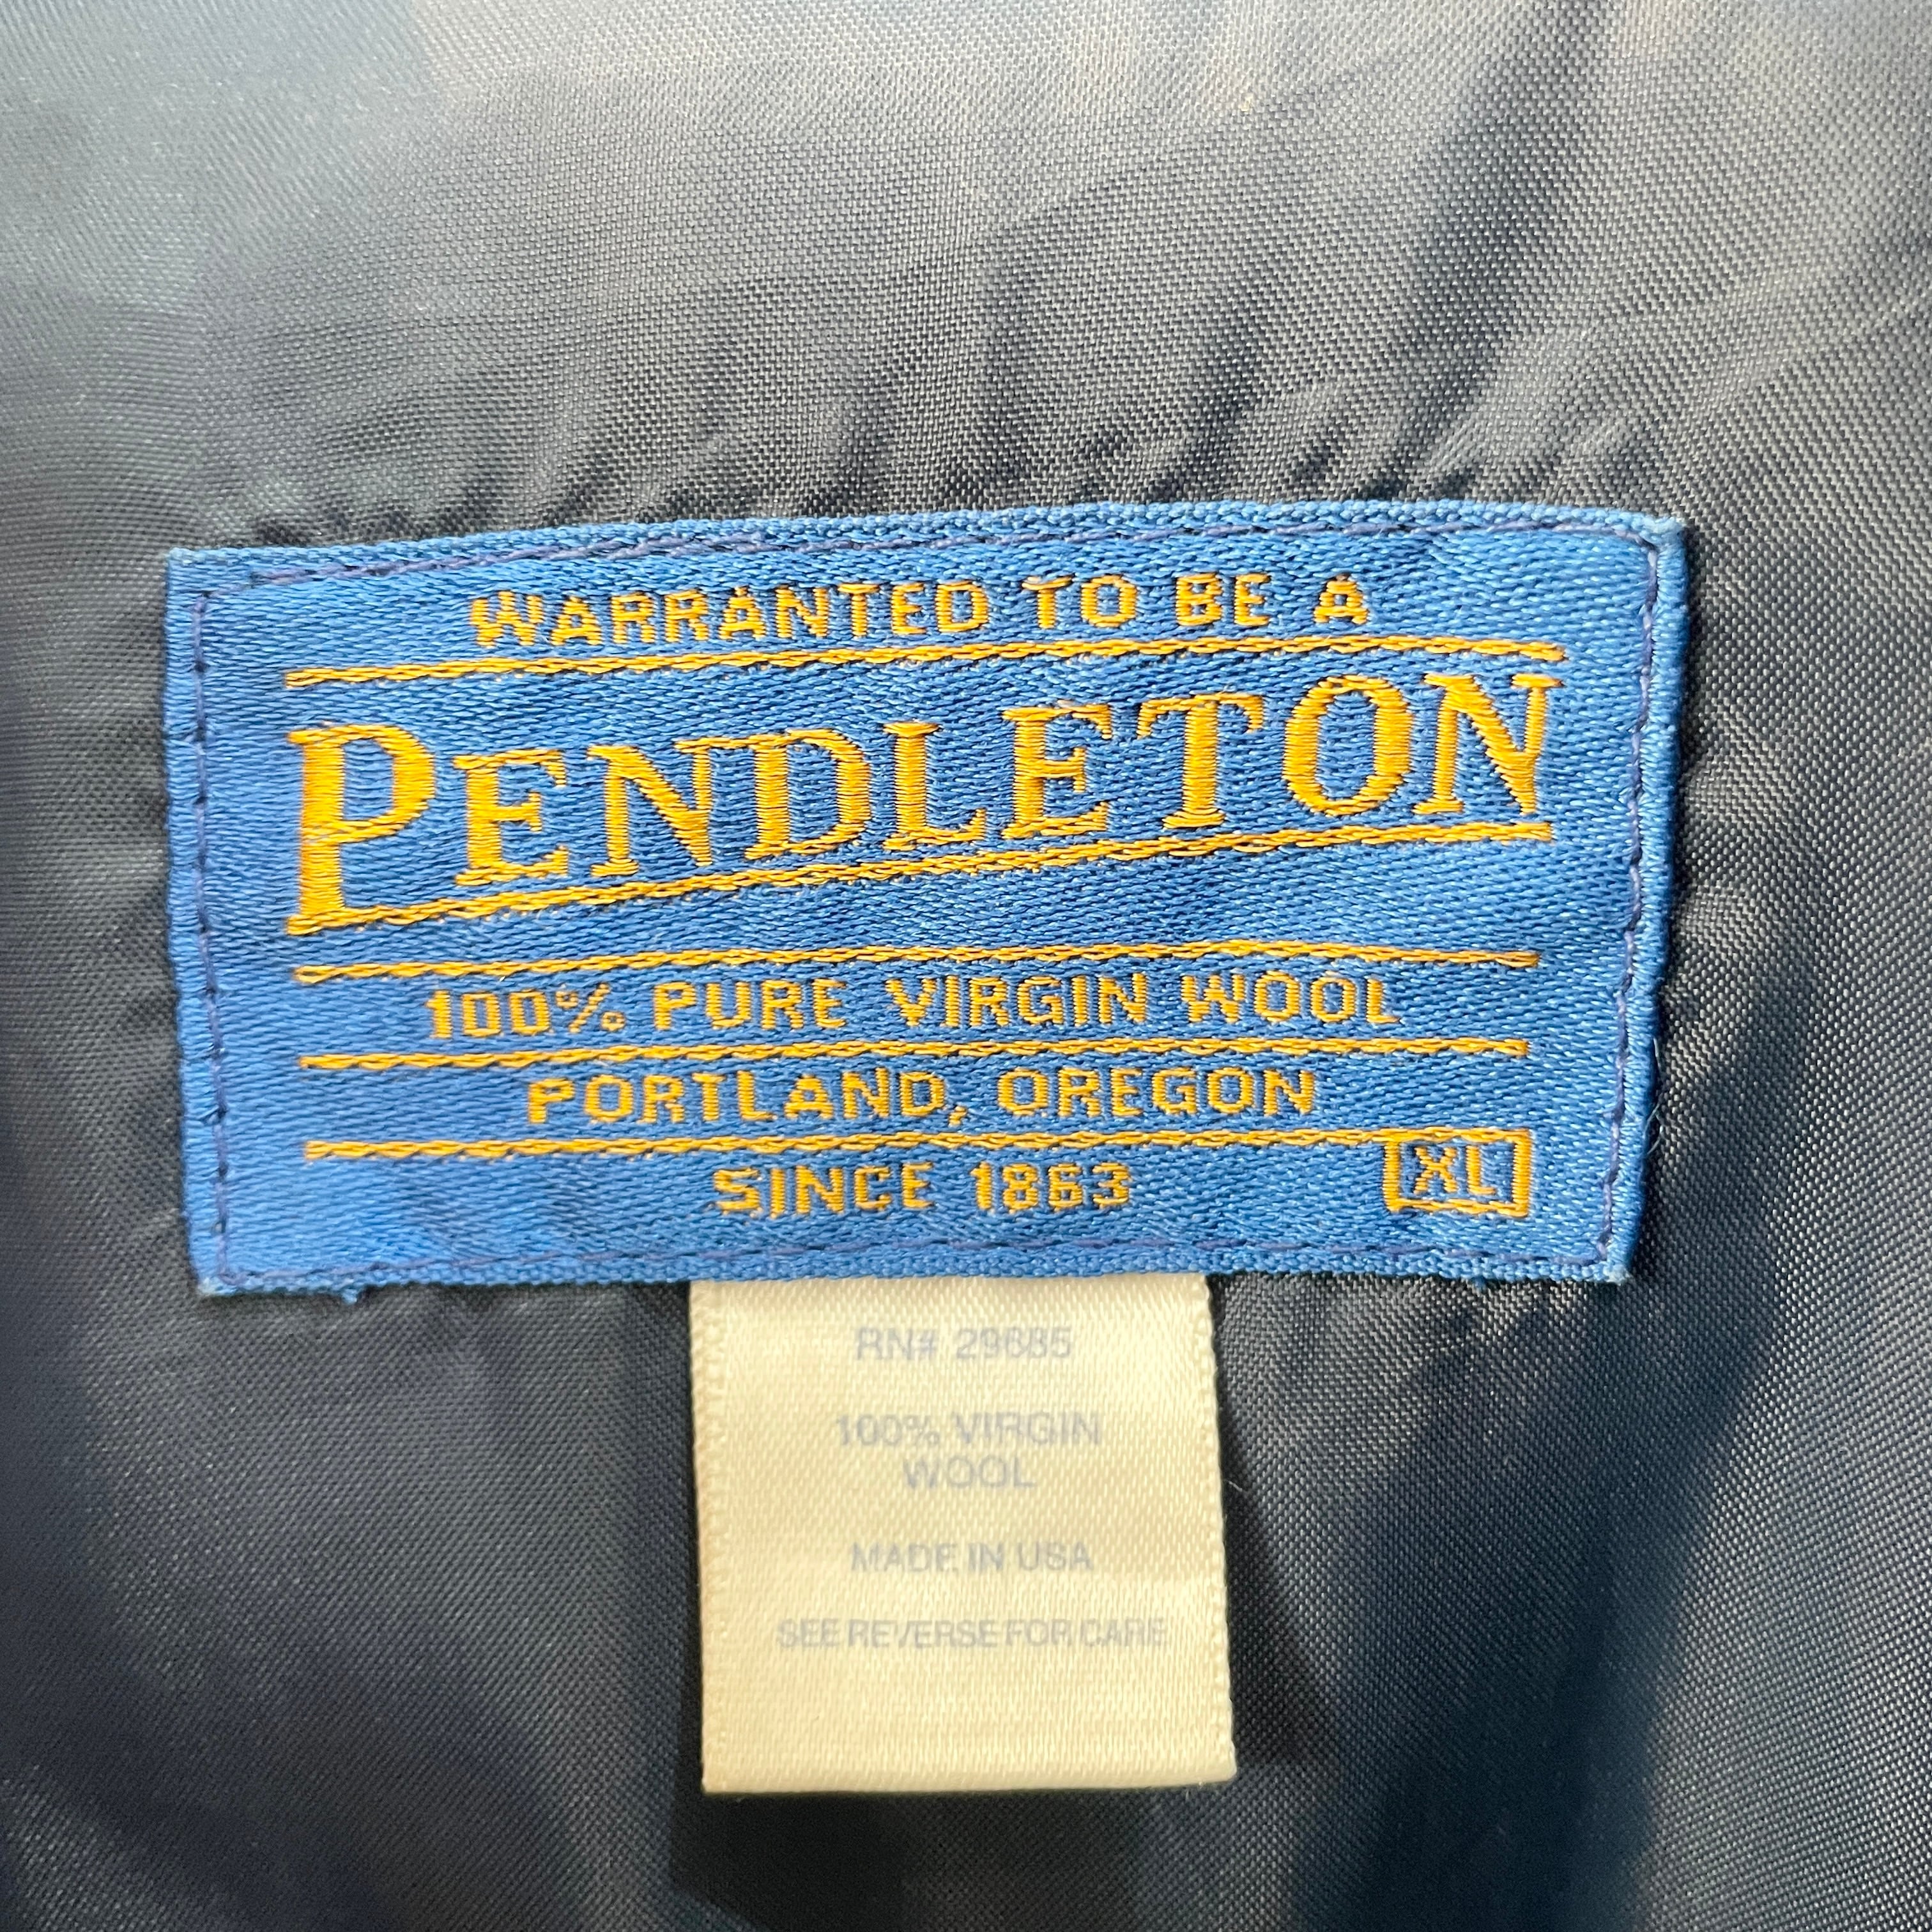 WARRANTED TO BE A
PENDLETON
100% PURE VIRGIN WOOL
PORTLAND, OREGON
SINCE 1863
XL
RN# 29685
100% VIRGIN
WOOL
MADE IN USA
SEE REVERSE FOR CARE